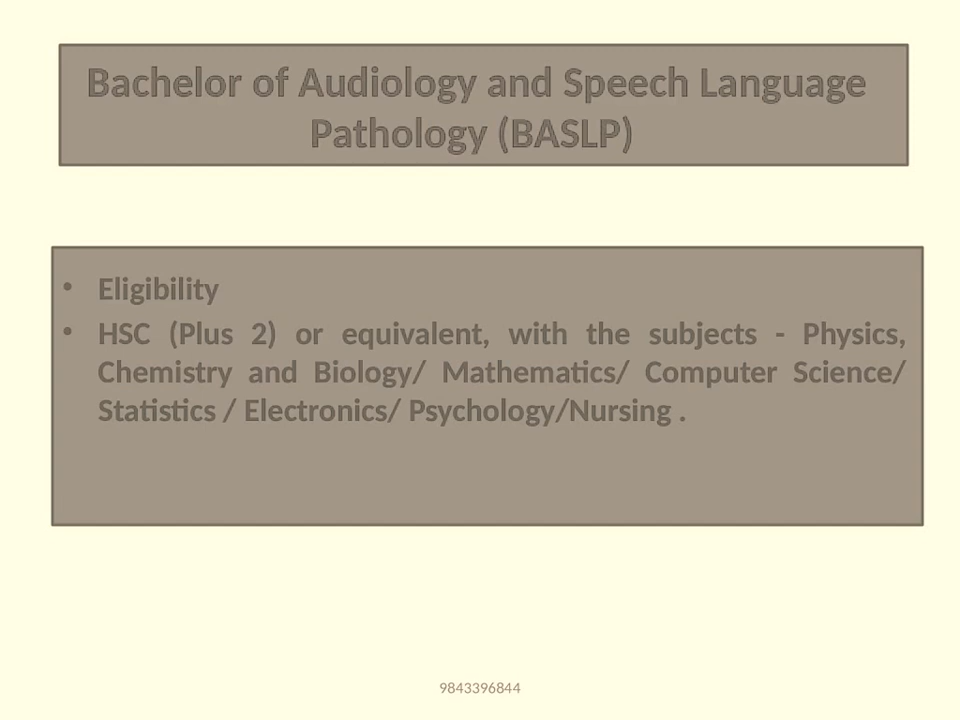 Bachelor of Audiology and Speech Language
Pathology (BASLP)
• Eligibility
• HSC (Plus 2) or equivalent, with the subjects - Physics,
Chemistry and Biology/ Mathematics/ Computer Science/
Statistics / Electronics/ Psychology/Nursing .
9843396844